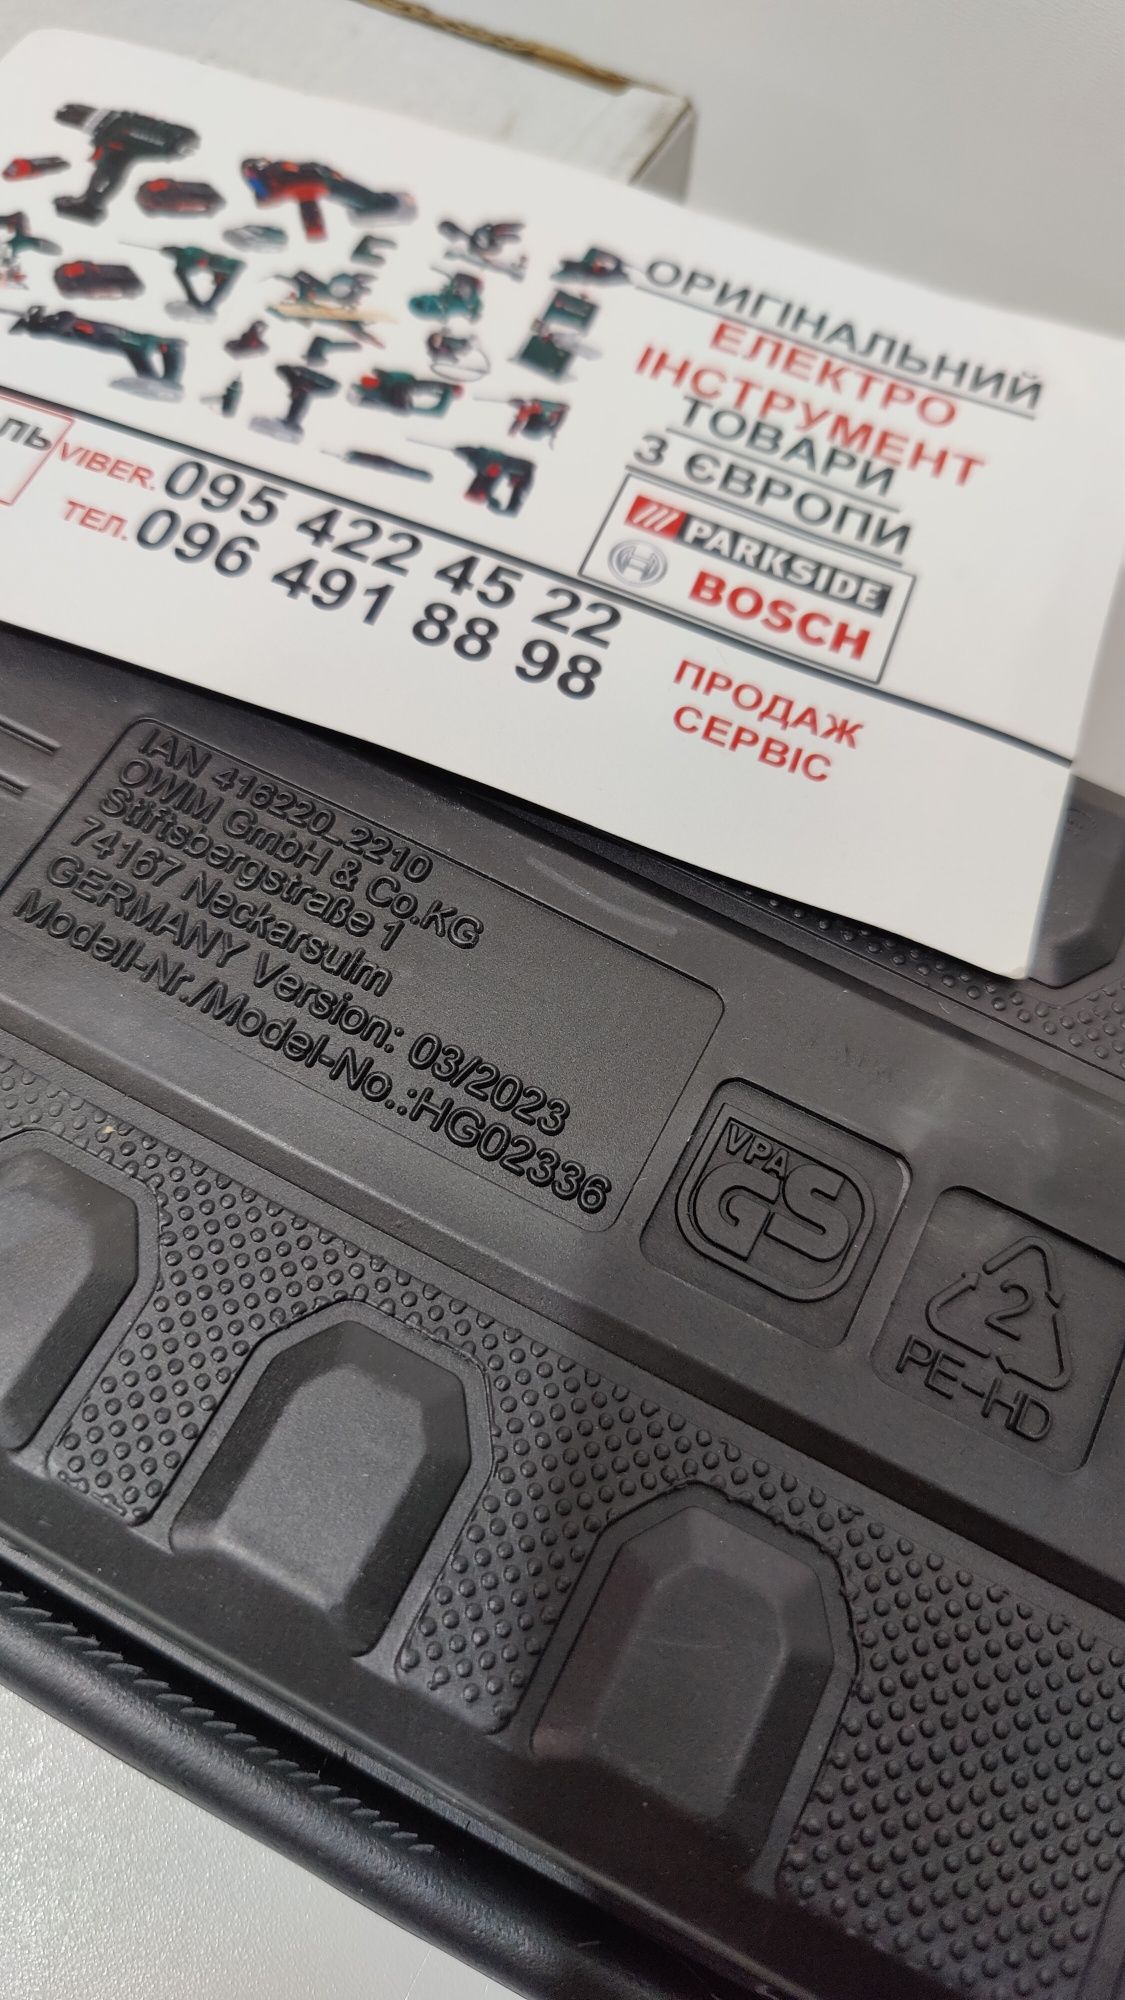 ОРИГІНАЛЬНИЙ
ЕЛЕКТРО
ІНСТРУМЕНТ
ТОВАРИ
З ЄВРОПИ
PARKSIDE
BOSCH
VIBER. 095 422 45 22
ТЕЛ. 096 491 88 98
ПРОДАЖ
СЕРВІС
IAN 416220_2210
OWIM GmbH & Co.KG
Stiftsbergstraße 1
74167 Neckarsulm
GERMANY Version: 03/2023
Modell-Nr./Model-No.:HG02336
VPA
GS
2
PE-HD